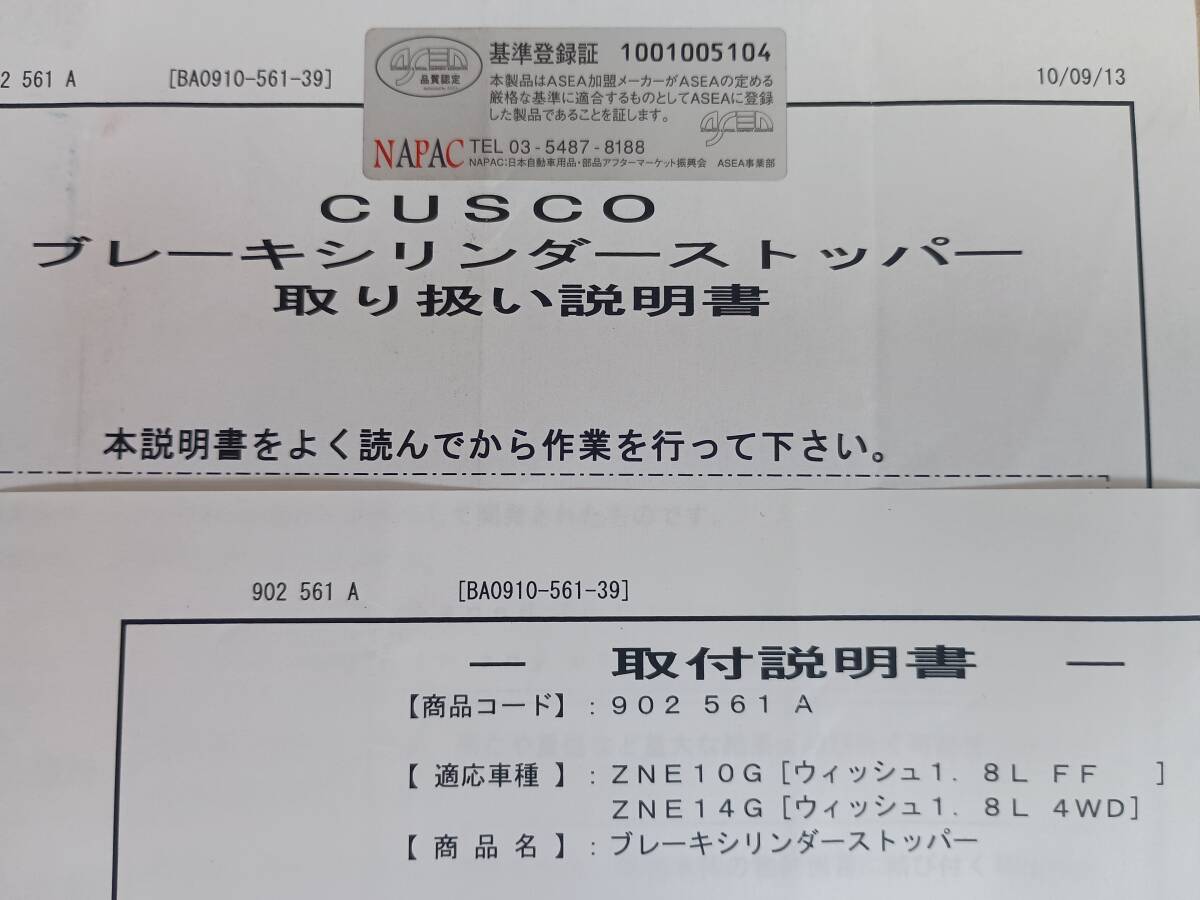 2 561 A [BA0910-561-39] 10/09/13
ASEA
品質認定
基準登録証 1001005104
本製品はASEA加盟メーカーがASEAの定める
厳格な基準に適合するものとしてASEAに登録
した製品であることを証します。
ASEA
NAPAC TEL 03-5487-8188
NAPAC:日本自動車用品・部品アフターマーケット振興会 ASEA事業部
CUSCO
ブレーキシリンダーストッパー
取り扱い説明書
本説明書をよく読んでから作業を行って下さい。
902 561 A [BA0910-561-39]
― 取付説明書 ―
【商品コード】:902 561 A
【 適応車種 】:ZNE10G[ウィッシュ1.8L FF ]
ZNE14G[ウィッシュ1.8L 4WD]
【 商 品 名 】:ブレーキシリンダーストッパー